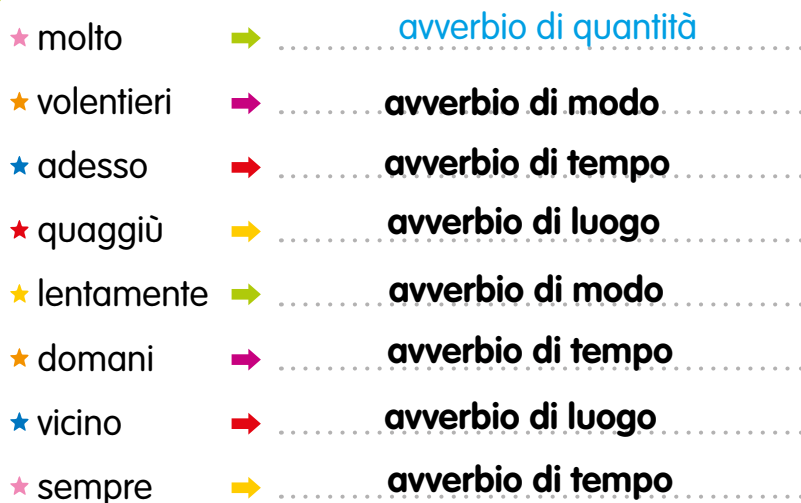 molto avverbio di quantità
volentieri avverbio di modo
adesso avverbio di tempo
quaggiù avverbio di luogo
lentamente avverbio di modo
domani avverbio di tempo
vicino avverbio di luogo
sempre avverbio di tempo